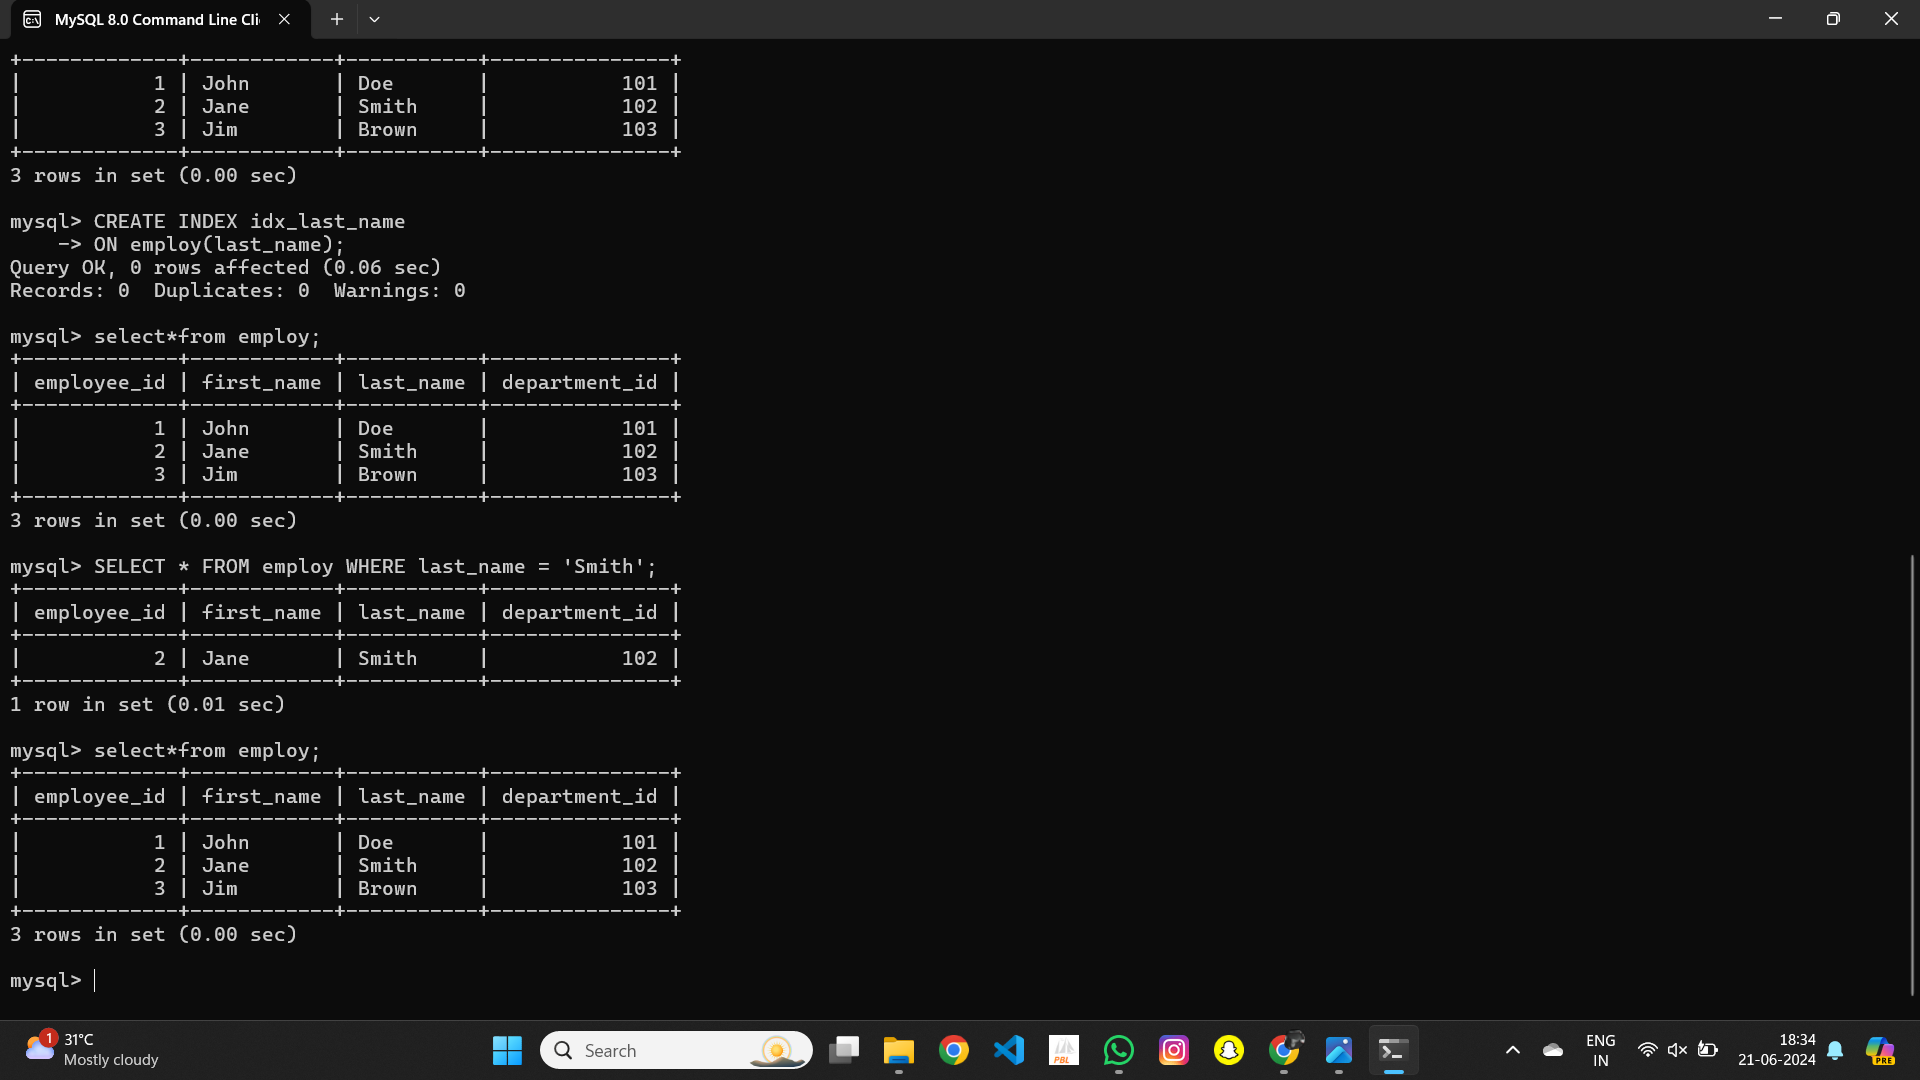 MySQL 8.0 Command Line Cli
+-------------+------------+-----------+---------------+
|           1 | John       | Doe       |           101 |
|           2 | Jane       | Smith     |           102 |
|           3 | Jim        | Brown     |           103 |
+-------------+------------+-----------+---------------+
3 rows in set (0.00 sec)
mysql> CREATE INDEX idx_last_name
    -> ON employ(last_name);
Query OK, 0 rows affected (0.06 sec)
Records: 0  Duplicates: 0  Warnings: 0
mysql> select*from employ;
+-------------+------------+-----------+---------------+
| employee_id | first_name | last_name | department_id |
+-------------+------------+-----------+---------------+
|           1 | John       | Doe       |           101 |
|           2 | Jane       | Smith     |           102 |
|           3 | Jim        | Brown     |           103 |
+-------------+------------+-----------+---------------+
3 rows in set (0.00 sec)
mysql> SELECT * FROM employ WHERE last_name = 'Smith';
+-------------+------------+-----------+---------------+
| employee_id | first_name | last_name | department_id |
+-------------+------------+-----------+---------------+
|           2 | Jane       | Smith     |           102 |
+-------------+------------+-----------+---------------+
1 row in set (0.01 sec)
mysql> select*from employ;
+-------------+------------+-----------+---------------+
| employee_id | first_name | last_name | department_id |
+-------------+------------+-----------+---------------+
|           1 | John       | Doe       |           101 |
|           2 | Jane       | Smith     |           102 |
|           3 | Jim        | Brown     |           103 |
+-------------+------------+-----------+---------------+
3 rows in set (0.00 sec)
mysql>
1
31°C
Mostly cloudy
Search
PBL
ENG
IN
18:34
21-06-2024
PRE